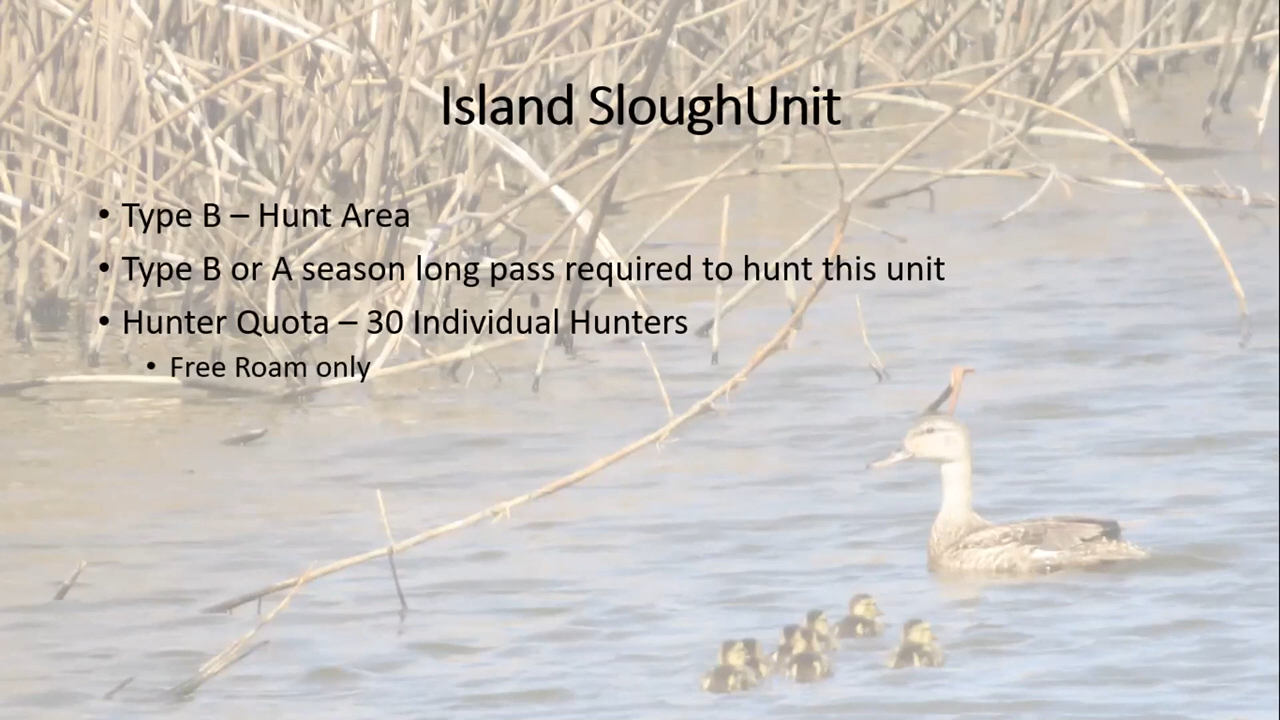 Island SloughUnit
• Type B – Hunt Area
• Type B or A season long pass required to hunt this unit
• Hunter Quota – 30 Individual Hunters
• Free Roam only